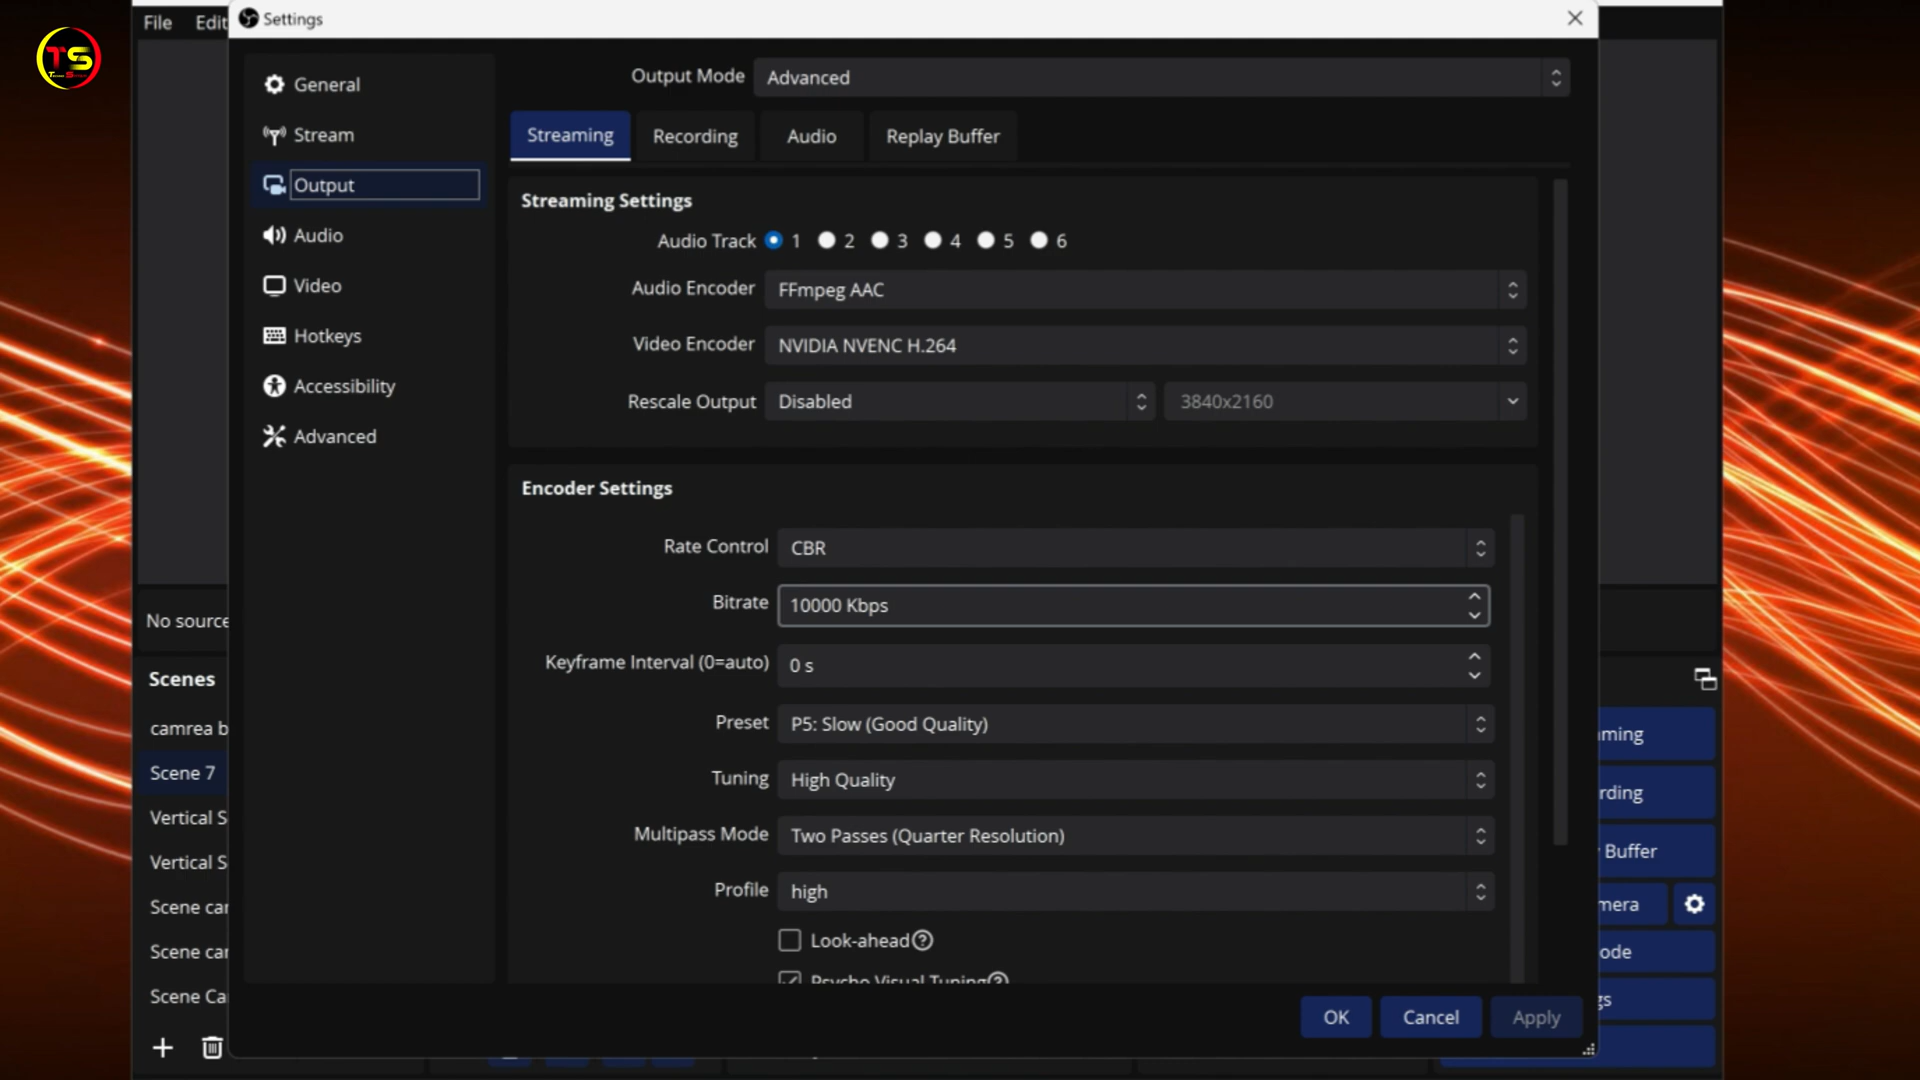 TS
Settings
File
Edit
General
Stream
Output
Audio
Video
Hotkeys
Accessibility
Advanced
Output Mode
Advanced
Streaming
Recording
Audio
Replay Buffer
Streaming Settings
Audio Track 1 2 3 4 5 6
Audio Encoder FFmpeg AAC
Video Encoder NVIDIA NVENC H.264
Rescale Output Disabled 3840x2160
Encoder Settings
Rate Control CBR
Bitrate 10000 Kbps
Keyframe Interval (0=auto) 0 s
Preset P5: Slow (Good Quality)
Tuning High Quality
Multipass Mode Two Passes (Quarter Resolution)
Profile high
Look-ahead
Psycho Visual Tuning
OK Cancel Apply
No source
Scenes
camrea b
Scene 7
Vertical S
Vertical S
Scene car
Scene car
Scene Ca
ming
rding
Buffer
mera
ode
gs